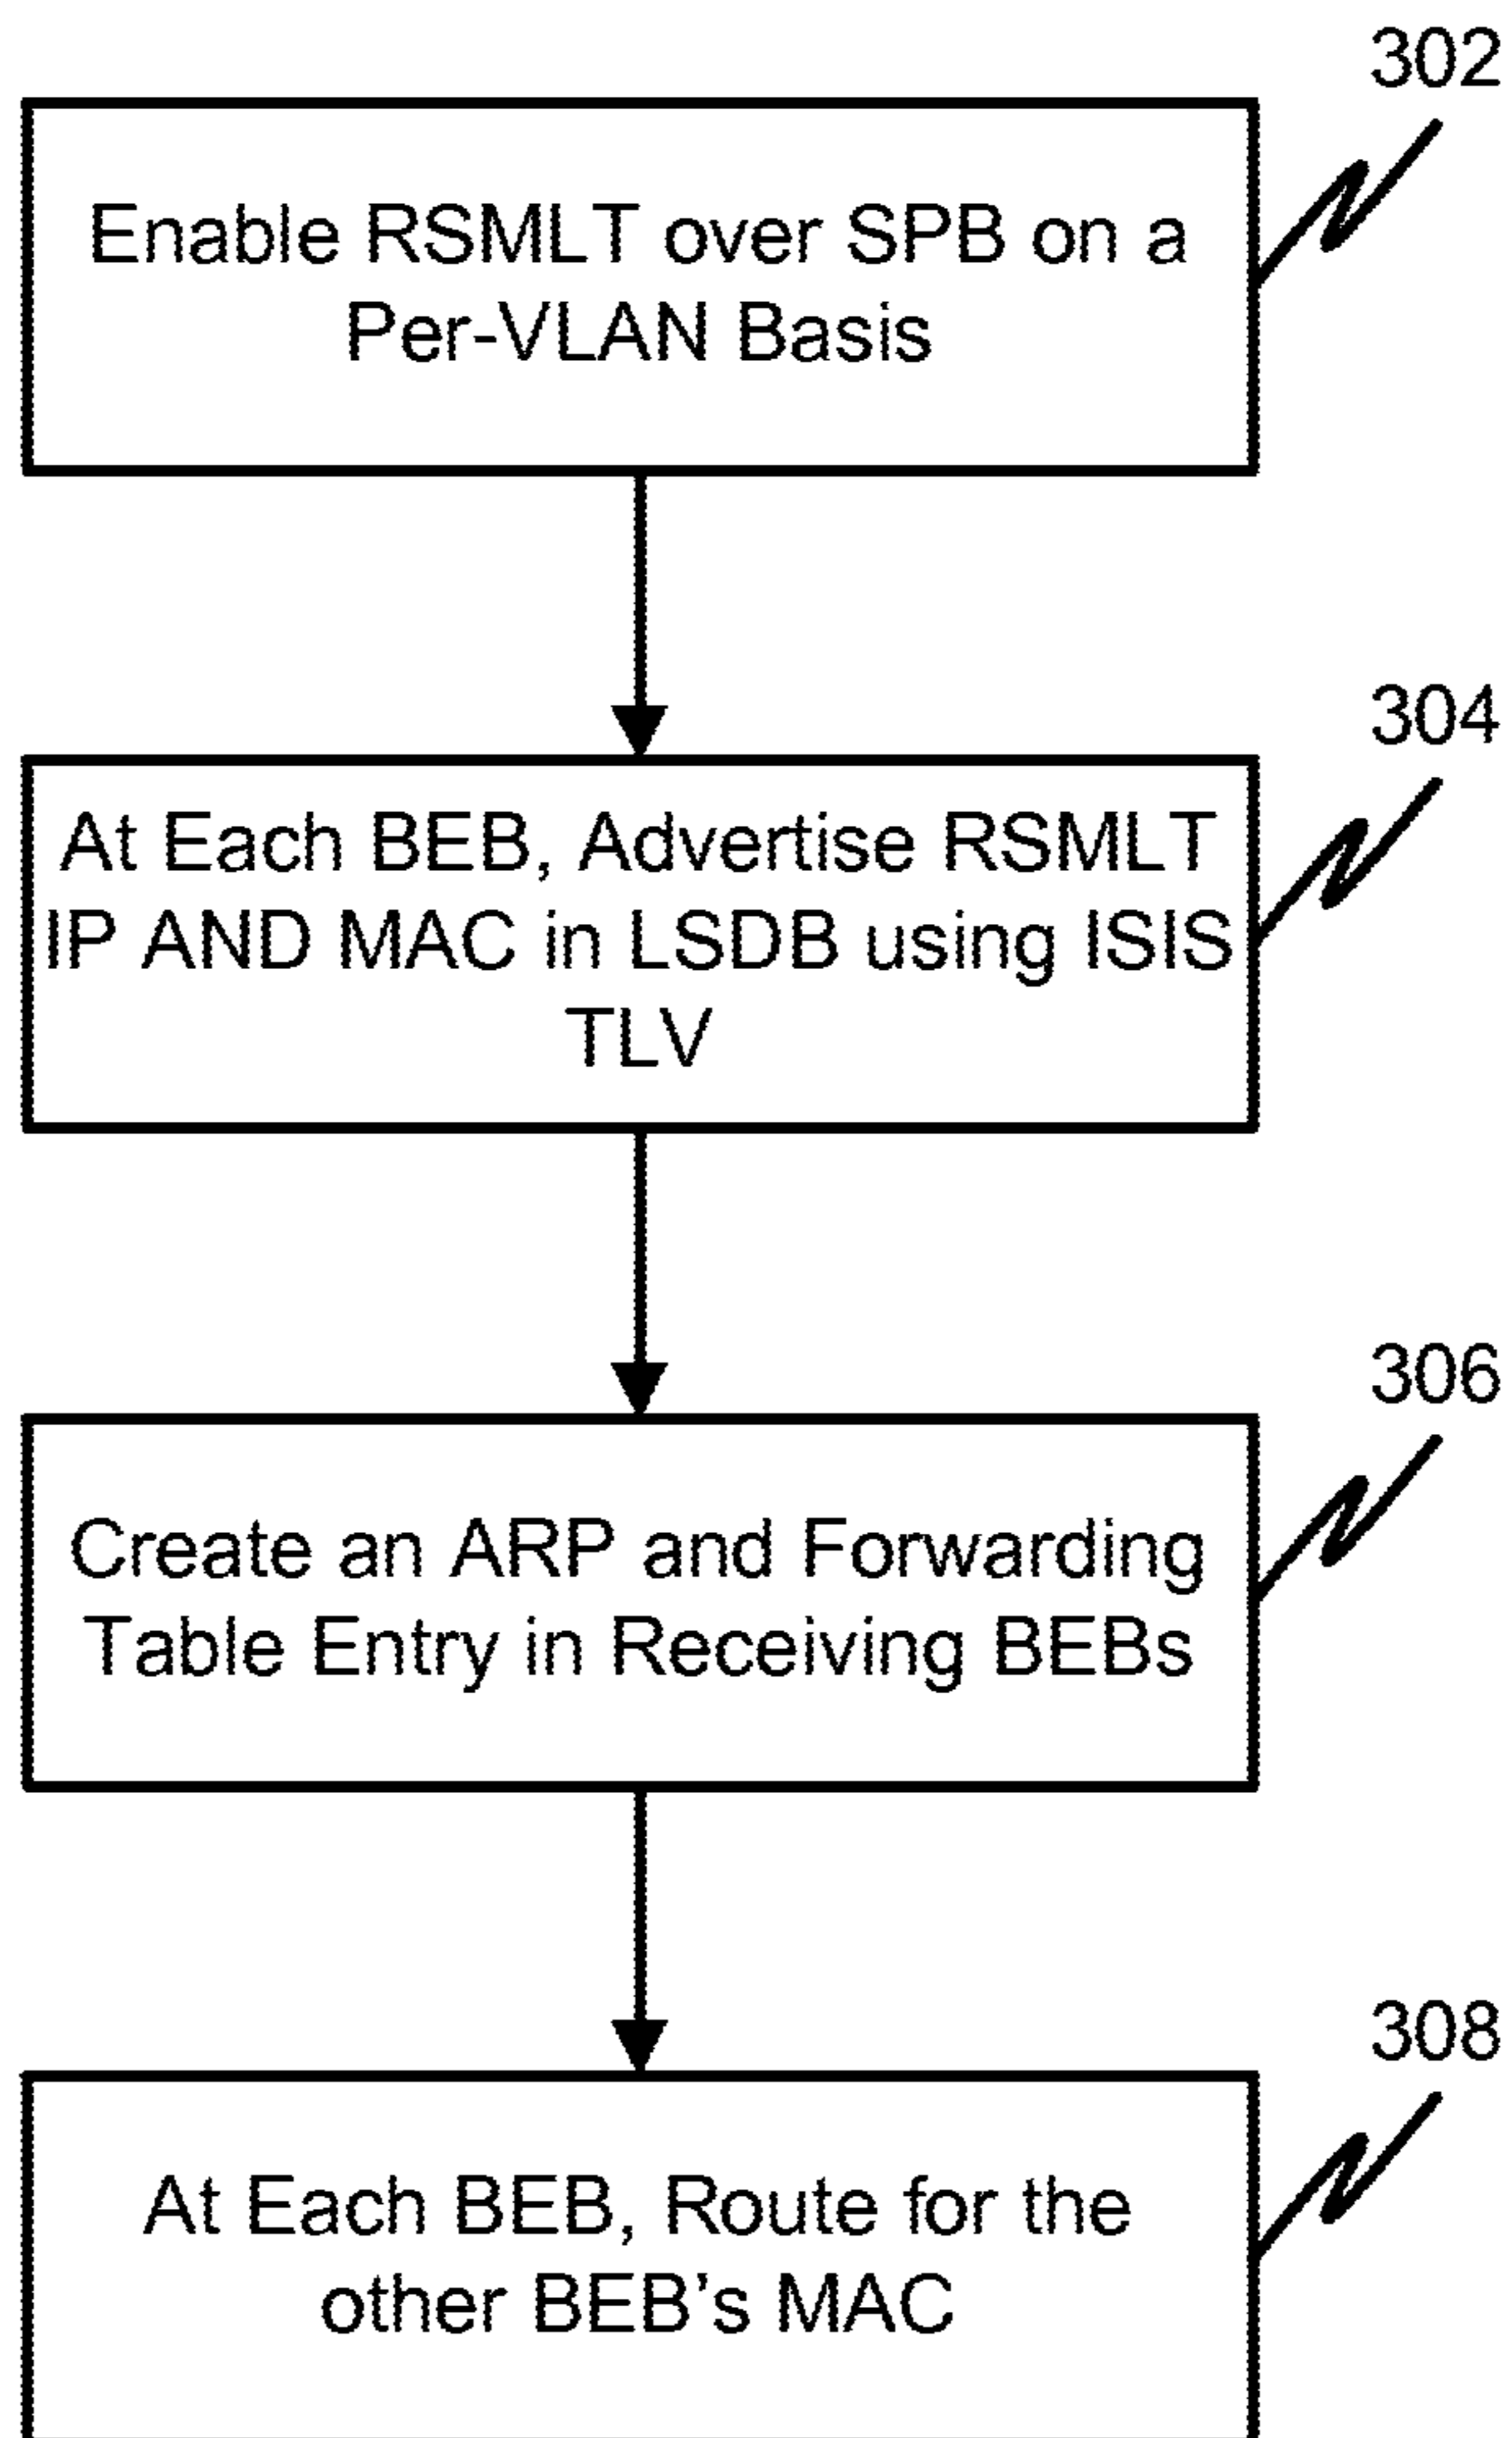 302
Enable RSMLT over SPB on a
Per-VLAN Basis
304
At Each BEB, Advertise RSMLT
IP AND MAC in LSDB using ISIS
TLV
306
Create an ARP and Forwarding
Table Entry in Receiving BEBs
308
At Each BEB, Route for the
other BEB's MAC